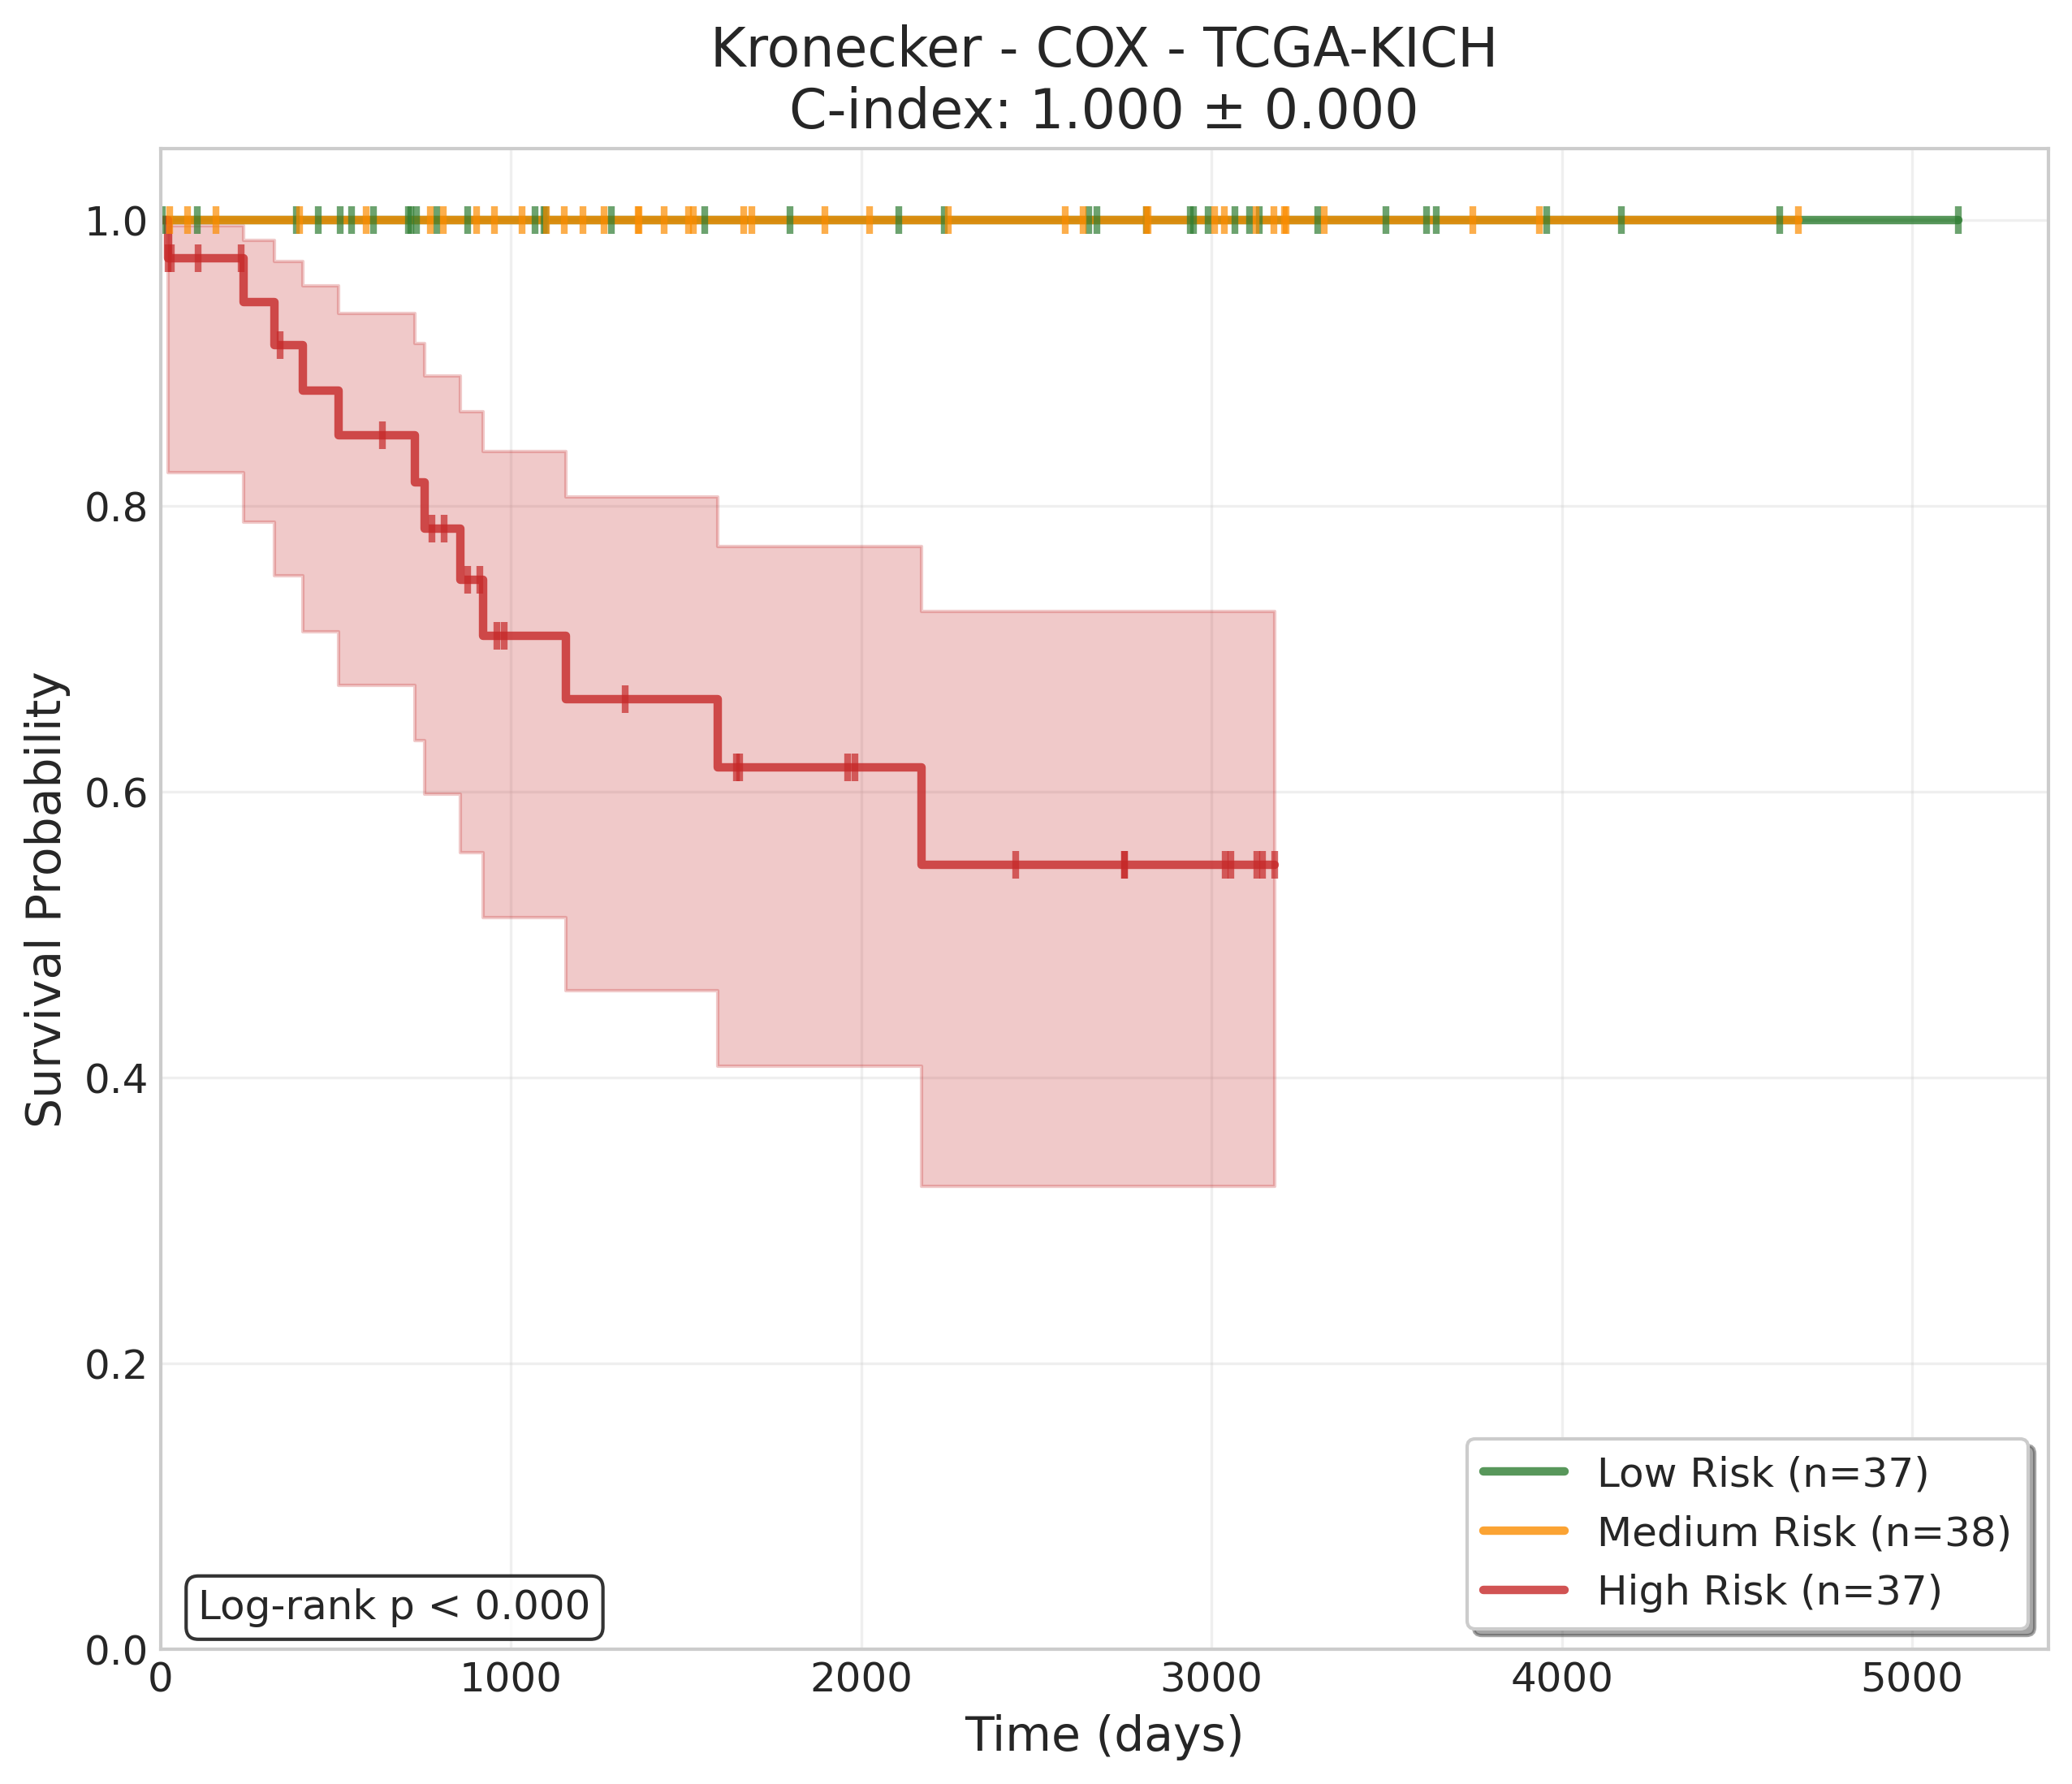 Kronecker - COX - TCGA-KICH
C-index: 1.000 ± 0.000
Survival Probability
1.0
0.8
0.6
0.4
0.2
0.0
Log-rank p < 0.000
Low Risk (n=37)
Medium Risk (n=38)
High Risk (n=37)
0
1000
2000
3000
4000
5000
Time (days)